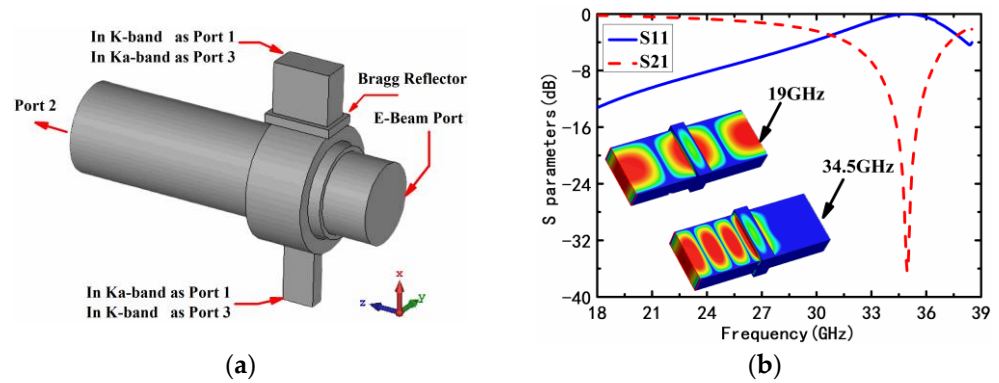 In K-band as Port 1
In Ka-band as Port 3
Bragg Reflector
Port 2
E-Beam Port
In Ka-band as Port 1
In K-band as Port 3
x
y
z
(a)
S parameters(dB)
0
-8
-16
-24
-32
-40
S11
S21
19GHz
34.5GHz
18 21 24 27 30 33 36 39
Frequency(GHz)
(b)